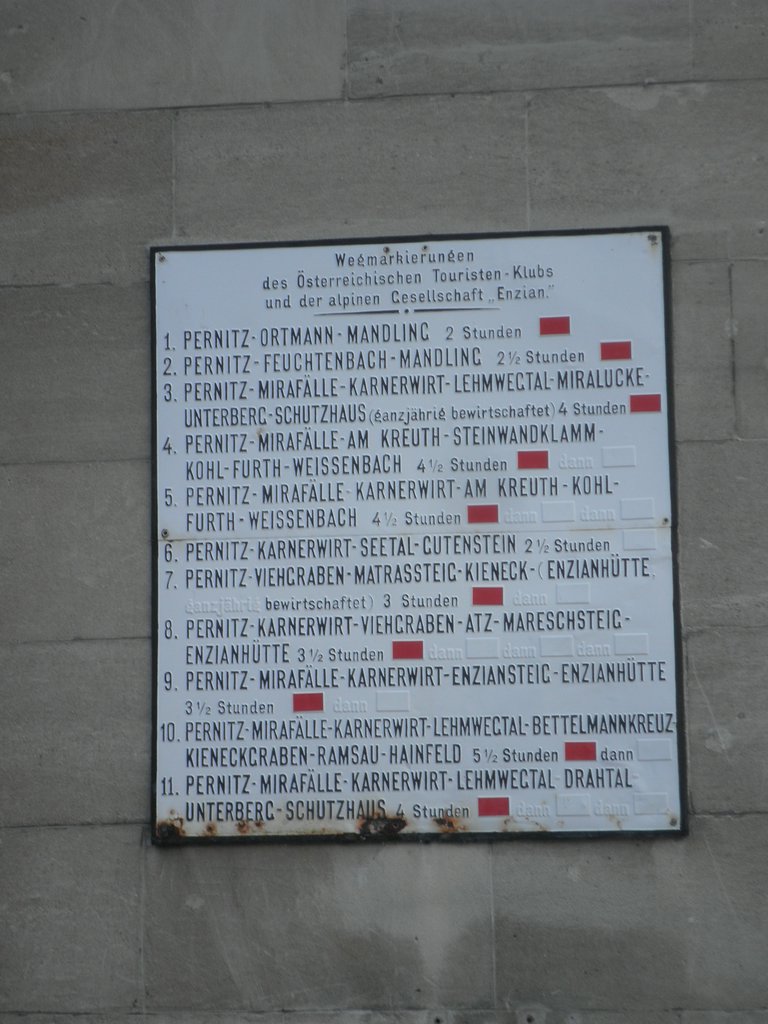 Wegmarkierungen
des Österreichischen Touristen-Klubs
und der alpinen Gesellschaft „Enzian."
1. PERNITZ-ORTMANN-MANDLING 2 Stunden
2. PERNITZ-FEUCHTENBACH-MANDLING 2½ Stunden
3. PERNITZ-MIRAFÄLLE-KARNERWIRT-LEHMWEGTAL-MIRALUCKE-
UNTERBERG-SCHUTZHAUS (ganzjährig bewirtschaftet) 4 Stunden
4. PERNITZ-MIRAFÄLLE-AM KREUTH-STEINWANDKLAMM-
KOHL-FURTH-WEISSENBACH 4½ Stunden dann
5. PERNITZ-MIRAFÄLLE-KARNERWIRT-AM KREUTH-KOHL-
FURTH-WEISSENBACH 4½ Stunden dann dann
6. PERNITZ-KARNERWIRT-SEETAL-GUTENSTEIN 2½ Stunden
7. PERNITZ-VIEHGRABEN-MATRASSTEIG-KIENECK-(ENZIANHÜTTE,
ganzjährig bewirtschaftet) 3 Stunden dann
8. PERNITZ-KARNERWIRT-VIEHGRABEN-ATZ-MARESCHSTEIG-
ENZIANHÜTTE 3½ Stunden dann dann dann
9. PERNITZ-MIRAFÄLLE-KARNERWIRT-ENZIANSTEIG-ENZIANHÜTTE
3½ Stunden dann
10. PERNITZ-MIRAFÄLLE-KARNERWIRT-LEHMWEGTAL-BETTELMANNKREUZ-
KIENECKGRABEN-RAMSAU-HAINFELD 5½ Stunden dann
11. PERNITZ-MIRAFÄLLE-KARNERWIRT-LEHMWEGTAL-DRAHTAL-
UNTERBERG-SCHUTZHAUS 4 Stunden dann dann